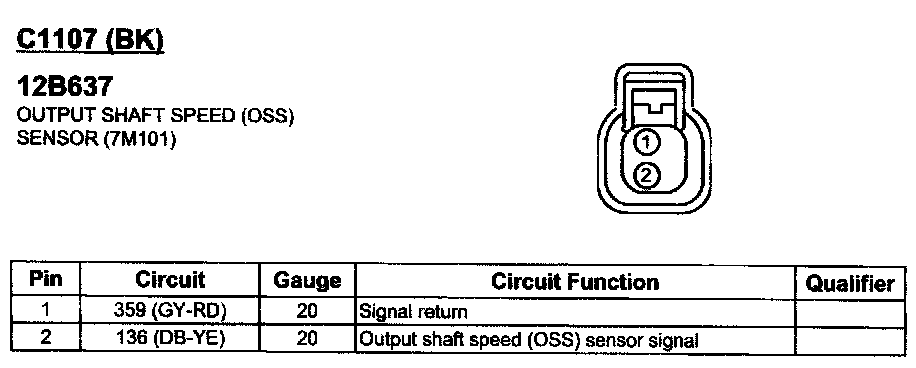 C1107 (BK)
12B637
OUTPUT SHAFT SPEED (OSS)
SENSOR (7M101)
1
2
Pin Circuit Gauge Circuit Function Qualifier
1 359 (GY-RD) 20 Signal return
2 136 (DB-YE) 20 Output shaft speed (OSS) sensor signal